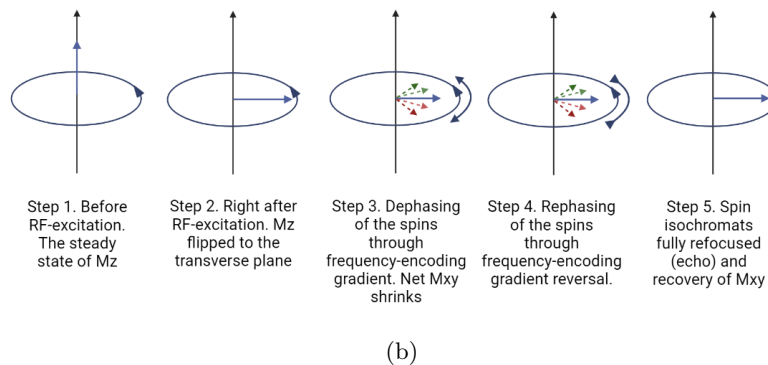 Step 1. Before
RF-excitation.
The steady
state of Mz
Step 2. Right after
RF-excitation. Mz
flipped to the
transverse plane
Step 3. Dephasing
of the spins
through
frequency-encoding
gradient. Net Mxy
shrinks
Step 4. Rephasing
of the spins
through
frequency-encoding
gradient reversal.
Step 5. Spin
isochromats
fully refocused
(echo) and
recovery of Mxy
(b)